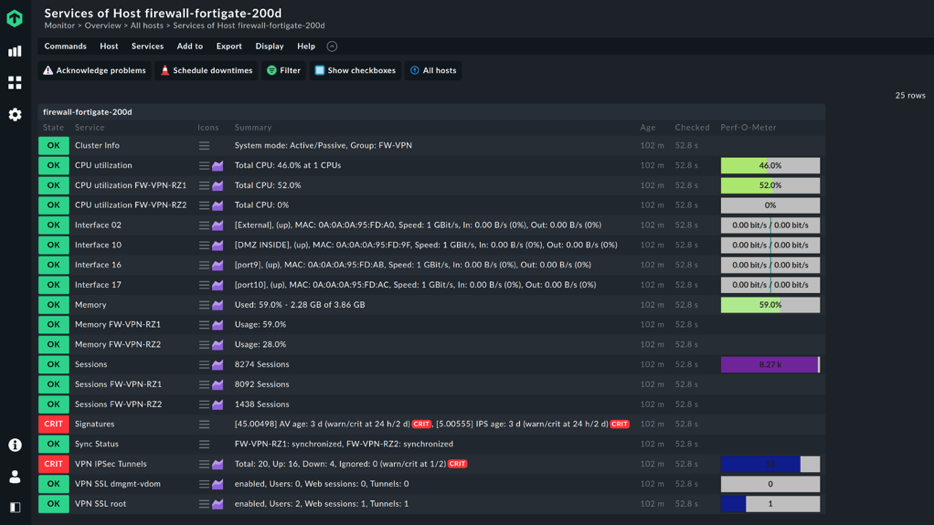 Services of Host firewall-fortigate-200d
Monitor > Overview > All hosts > Services of Host firewall-fortigate-200d
Commands Host Services Add to Export Display Help
Acknowledge problems Schedule downtimes Filter Show checkboxes All hosts
25 rows
firewall-fortigate-200d
State Service Icons Summary Age Checked Perf-O-Meter
OK Cluster Info System mode: Active/Passive, Group: FW-VPN 102 m 52.8 s
OK CPU utilization Total CPU: 46.0% at 1 CPUs 102 m 52.8 s 46.0%
OK CPU utilization FW-VPN-RZ1 Total CPU: 52.0% 102 m 52.8 s 52.0%
OK CPU utilization FW-VPN-RZ2 Total CPU: 0% 102 m 52.8 s 0%
OK Interface 02 [External], (up), MAC: 0A:0A:0A:95:FD:A0, Speed: 1 GBit/s, In: 0.00 B/s (0%), Out: 0.00 B/s (0%) 102 m 52.8 s 0.00 bit/s / 0.00 bit/s
OK Interface 10 [DMZ INSIDE], (up), MAC: 0A:0A:0A:95:FD:9F, Speed: 1 GBit/s, In: 0.00 B/s (0%), Out: 0.00 B/s (0%) 102 m 52.8 s 0.00 bit/s / 0.00 bit/s
OK Interface 16 [port9], (up), MAC: 0A:0A:0A:95:FD:AB, Speed: 1 GBit/s, In: 0.00 B/s (0%), Out: 0.00 B/s (0%) 102 m 52.8 s 0.00 bit/s / 0.00 bit/s
OK Interface 17 [port10], (up), MAC: 0A:0A:0A:95:FD:AC, Speed: 1 GBit/s, In: 0.00 B/s (0%), Out: 0.00 B/s (0%) 102 m 52.8 s 0.00 bit/s / 0.00 bit/s
OK Memory Used: 59.0% - 2.28 GB of 3.86 GB 102 m 52.8 s 59.0%
OK Memory FW-VPN-RZ1 Usage: 59.0% 102 m 52.8 s
OK Memory FW-VPN-RZ2 Usage: 28.0% 102 m 52.8 s
OK Sessions 8274 Sessions 102 m 52.8 s 8.27 k
OK Sessions FW-VPN-RZ1 8092 Sessions 102 m 52.8 s
OK Sessions FW-VPN-RZ2 1438 Sessions 102 m 52.8 s
CRIT Signatures [45.00498] AV age: 3 d (warn/crit at 24 h/2 d) CRIT, [5.00555] IPS age: 3 d (warn/crit at 24 h/2 d) CRIT 102 m 52.8 s
OK Sync Status FW-VPN-RZ1: synchronized, FW-VPN-RZ2: synchronized 102 m 52.8 s
CRIT VPN IPSec Tunnels Total: 20, Up: 16, Down: 4, Ignored: 0 (warn/crit at 1/2) CRIT 102 m 52.8 s
OK VPN SSL dmgmt-vdom enabled, Users: 0, Web sessions: 0, Tunnels: 0 102 m 52.8 s 0
OK VPN SSL root enabled, Users: 2, Web sessions: 1, Tunnels: 1 102 m 52.8 s 1